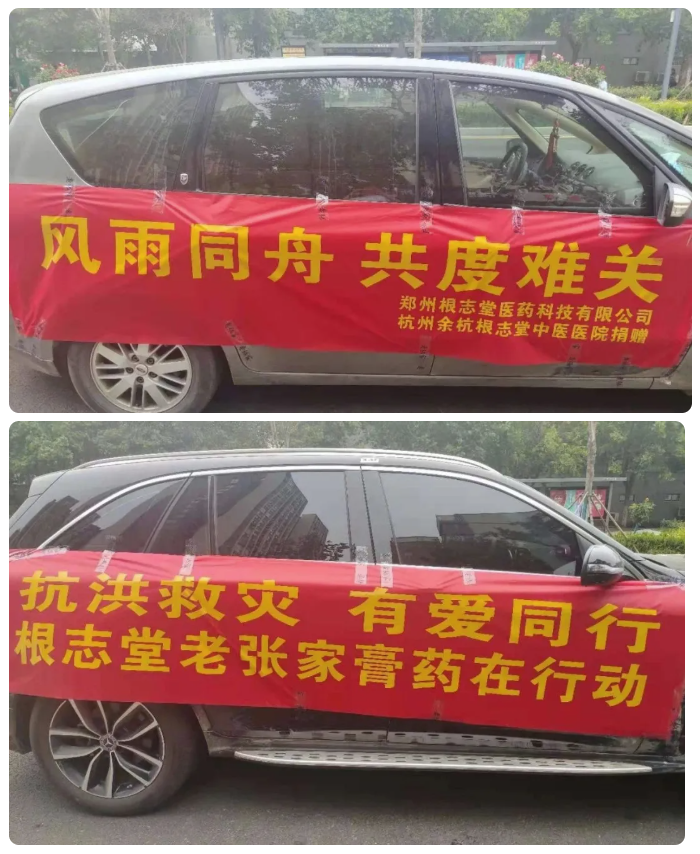 风雨同舟 共度难关
郑州根志堂医药科技有限公司
杭州余杭根志堂中医医院捐赠
抗洪救灾 有爱同行
根志堂老张家膏药在行动